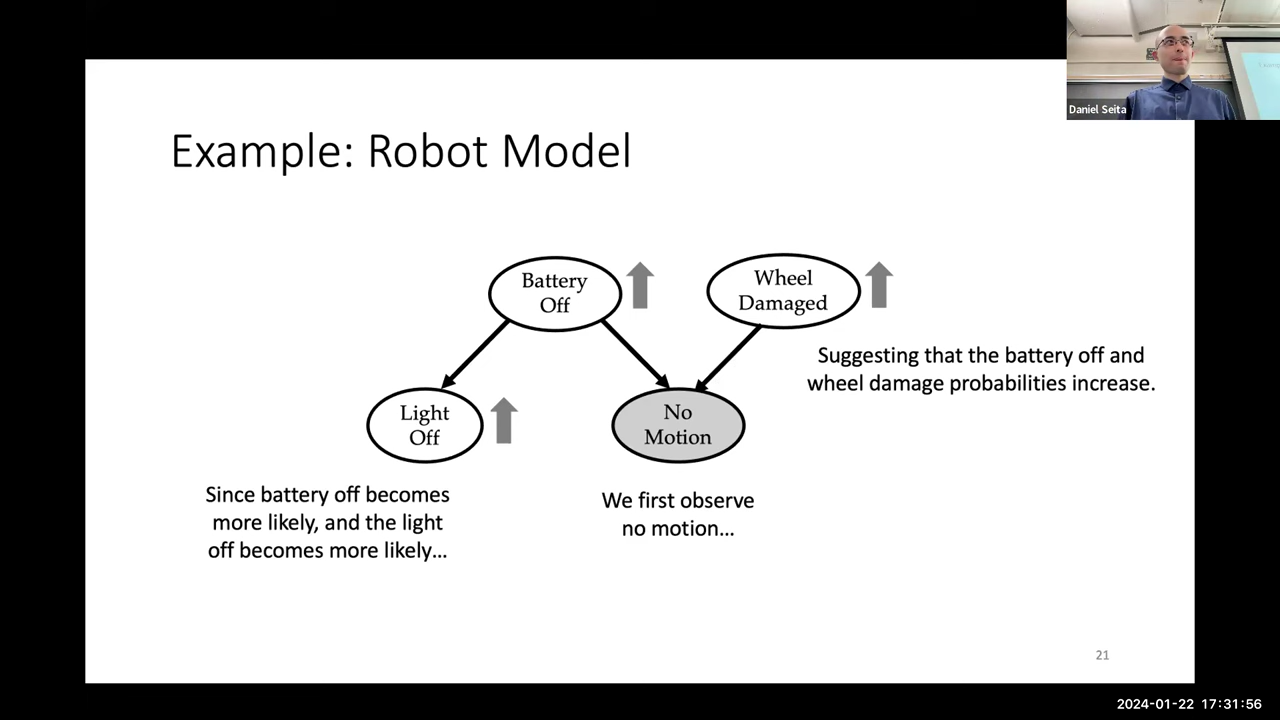 Daniel Seita
Example: Robot Model
Battery
Off
Wheel
Damaged
Suggesting that the battery off and
wheel damage probabilities increase.
Light
Off
No
Motion
Since battery off becomes
more likely, and the light
off becomes more likely...
We first observe
no motion...
21
2024-01-22 17:31:56